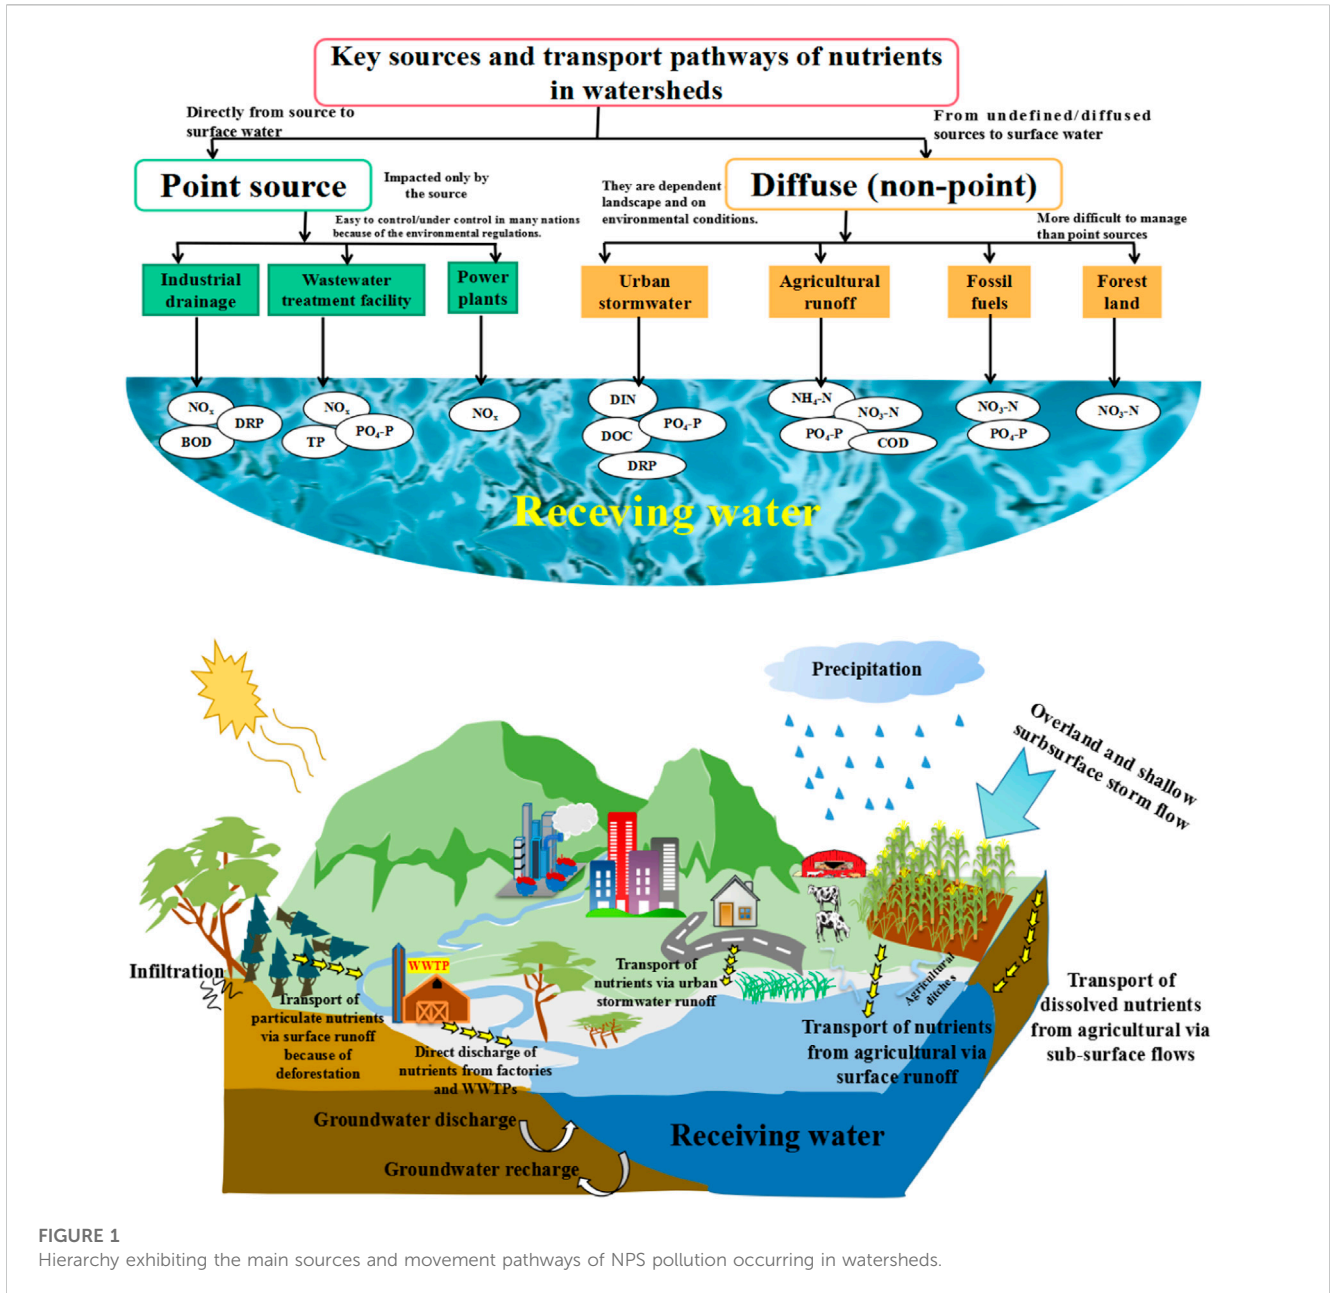 Key sources and transport pathways of nutrients
in watersheds
Directly from source to
surface water
From undefined/diffused
sources to surface water
Point source
Impacted only by
the source
They are dependent
landscape and on
environmental conditions.
Diffuse (non-point)
Easy to control/under control in many nations
because of the environmental regulations.
More difficult to manage
than point sources
Industrial
drainage
Wastewater
treatment facility
Power
plants
Urban
stormwater
Agricultural
runoff
Fossil
fuels
Forest
land
NOx
DRP
BOD
NOx
PO4-P
TP
NOx
DIN
PO4-P
DOC
DRP
NH4-N
NO3-N
PO4-P
COD
NO3-N
PO4-P
NO3-N
Receving water
Precipitation
Overland and shallow
surbsurface storm flow
Infiltration
WWTP
Transport of
particulate nutrients
via surface runoff
because of
deforestation
Direct discharge of
nutrients from factories
and WWTPs
Transport of
nutrients via urban
stormwater runoff
Agricultural
ditches
Transport of nutrients
from agricultural via
surface runoff
Transport of
dissolved nutrients
from agricultural via
sub-surface flows
Groundwater discharge
Groundwater recharge
Receiving water
FIGURE 1
Hierarchy exhibiting the main sources and movement pathways of NPS pollution occurring in watersheds.